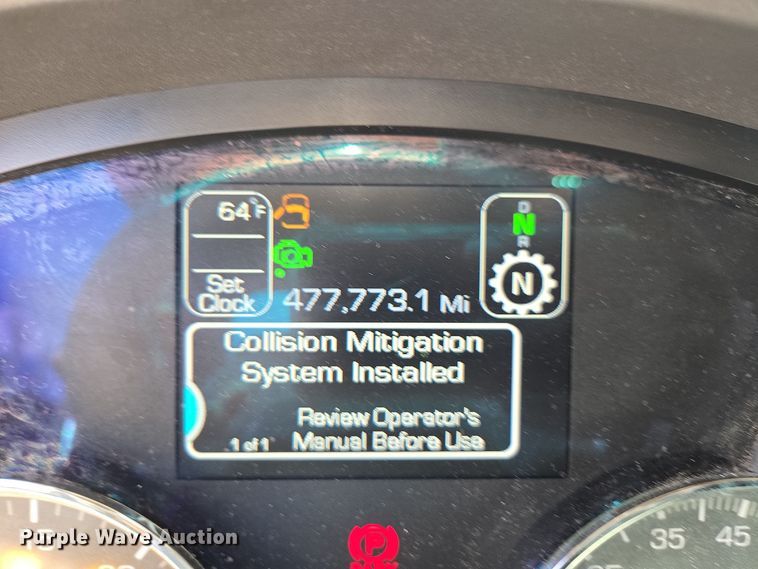 64°F
D
N
R
Set
Clock
477,773.1 Mi
N
Collision Mitigation
System Installed
Review Operator's
1 of 1 Manual Before Use
P
35 45
Purple Wave Auction